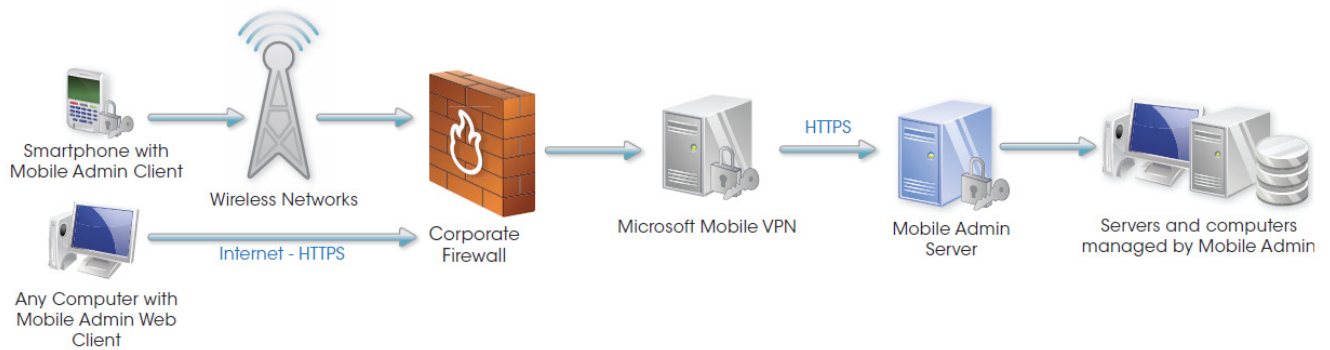 Smartphone with
Mobile Admin Client
Wireless Networks
Internet - HTTPS
Any Computer with
Mobile Admin Web
Client
Corporate
Firewall
Microsoft Mobile VPN
HTTPS
Mobile Admin
Server
Servers and computers
managed by Mobile Admin